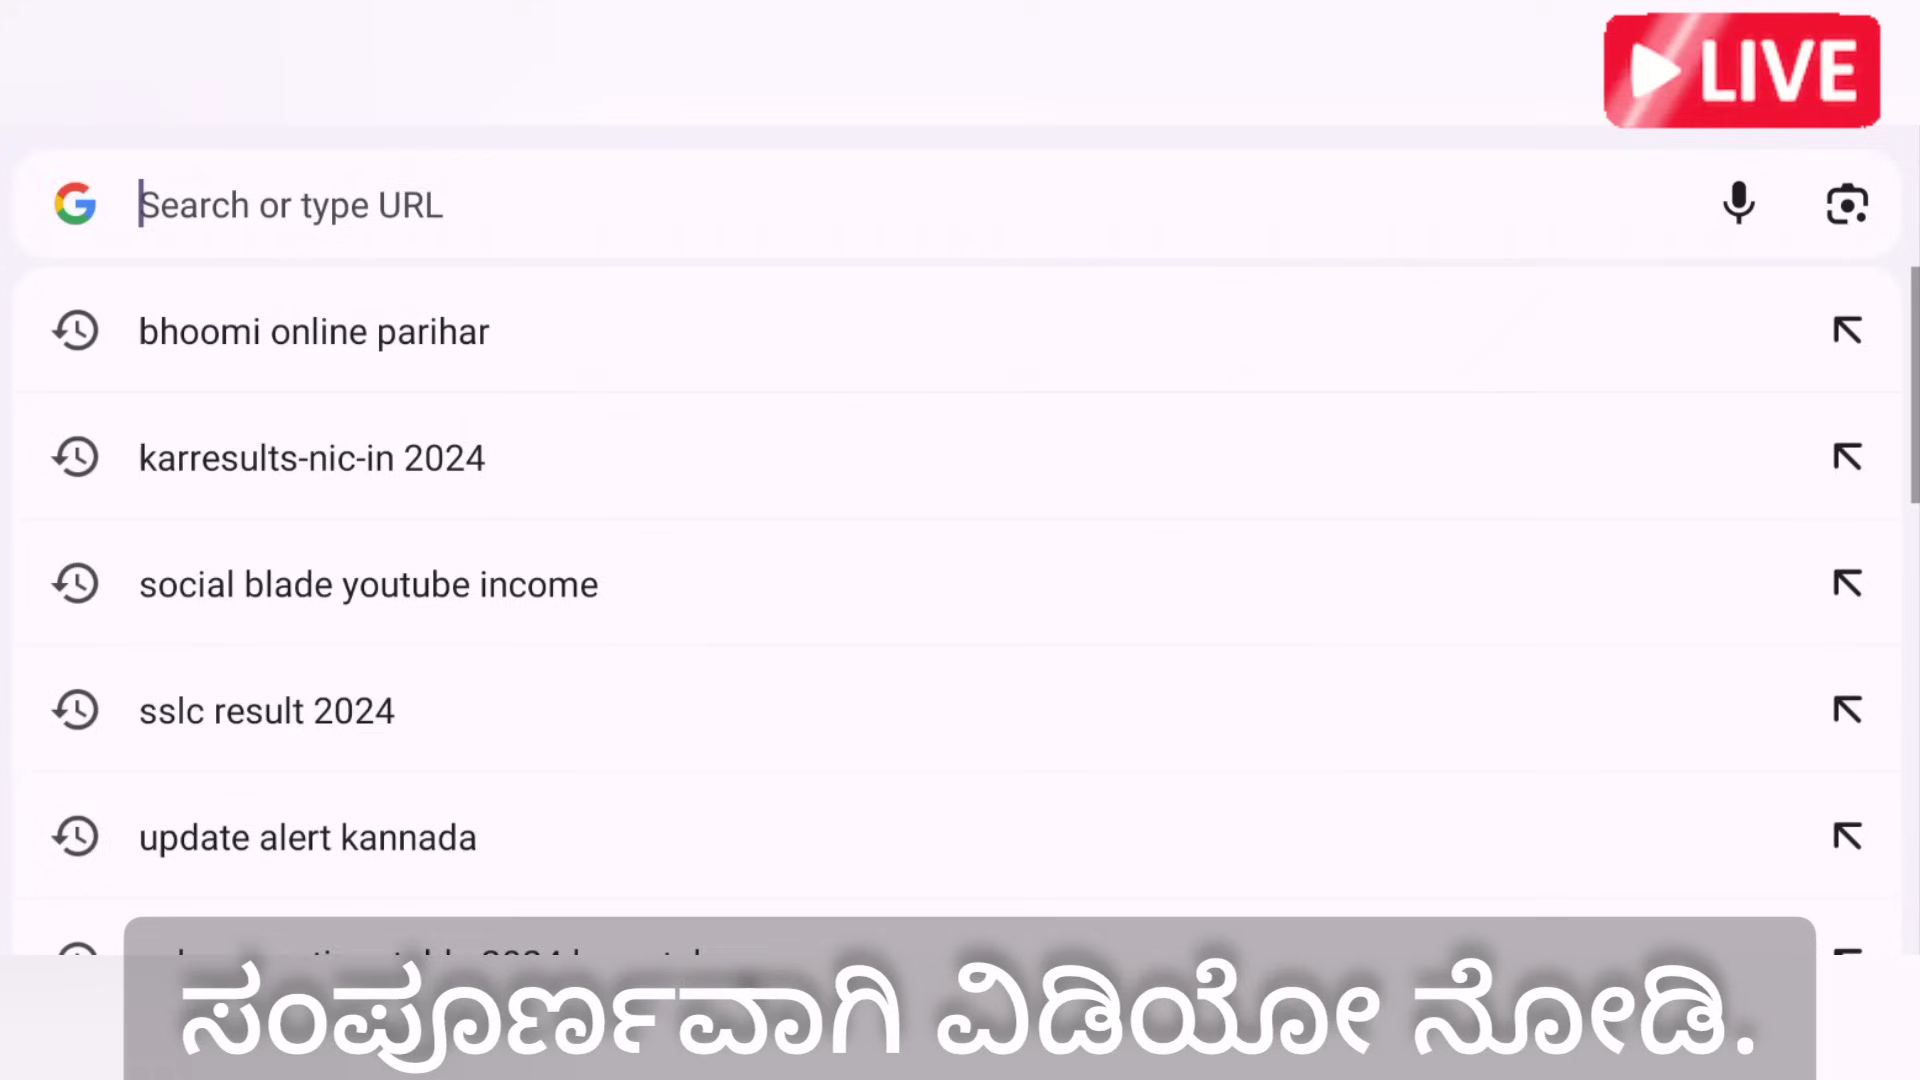 LIVE
Search or type URL
bhoomi online parihar
karresults-nic-in 2024
social blade youtube income
sslc result 2024
update alert kannada
2024
ಸಂಪೂರ್ಣವಾಗಿ ವಿಡಿಯೋ ನೋಡಿ.